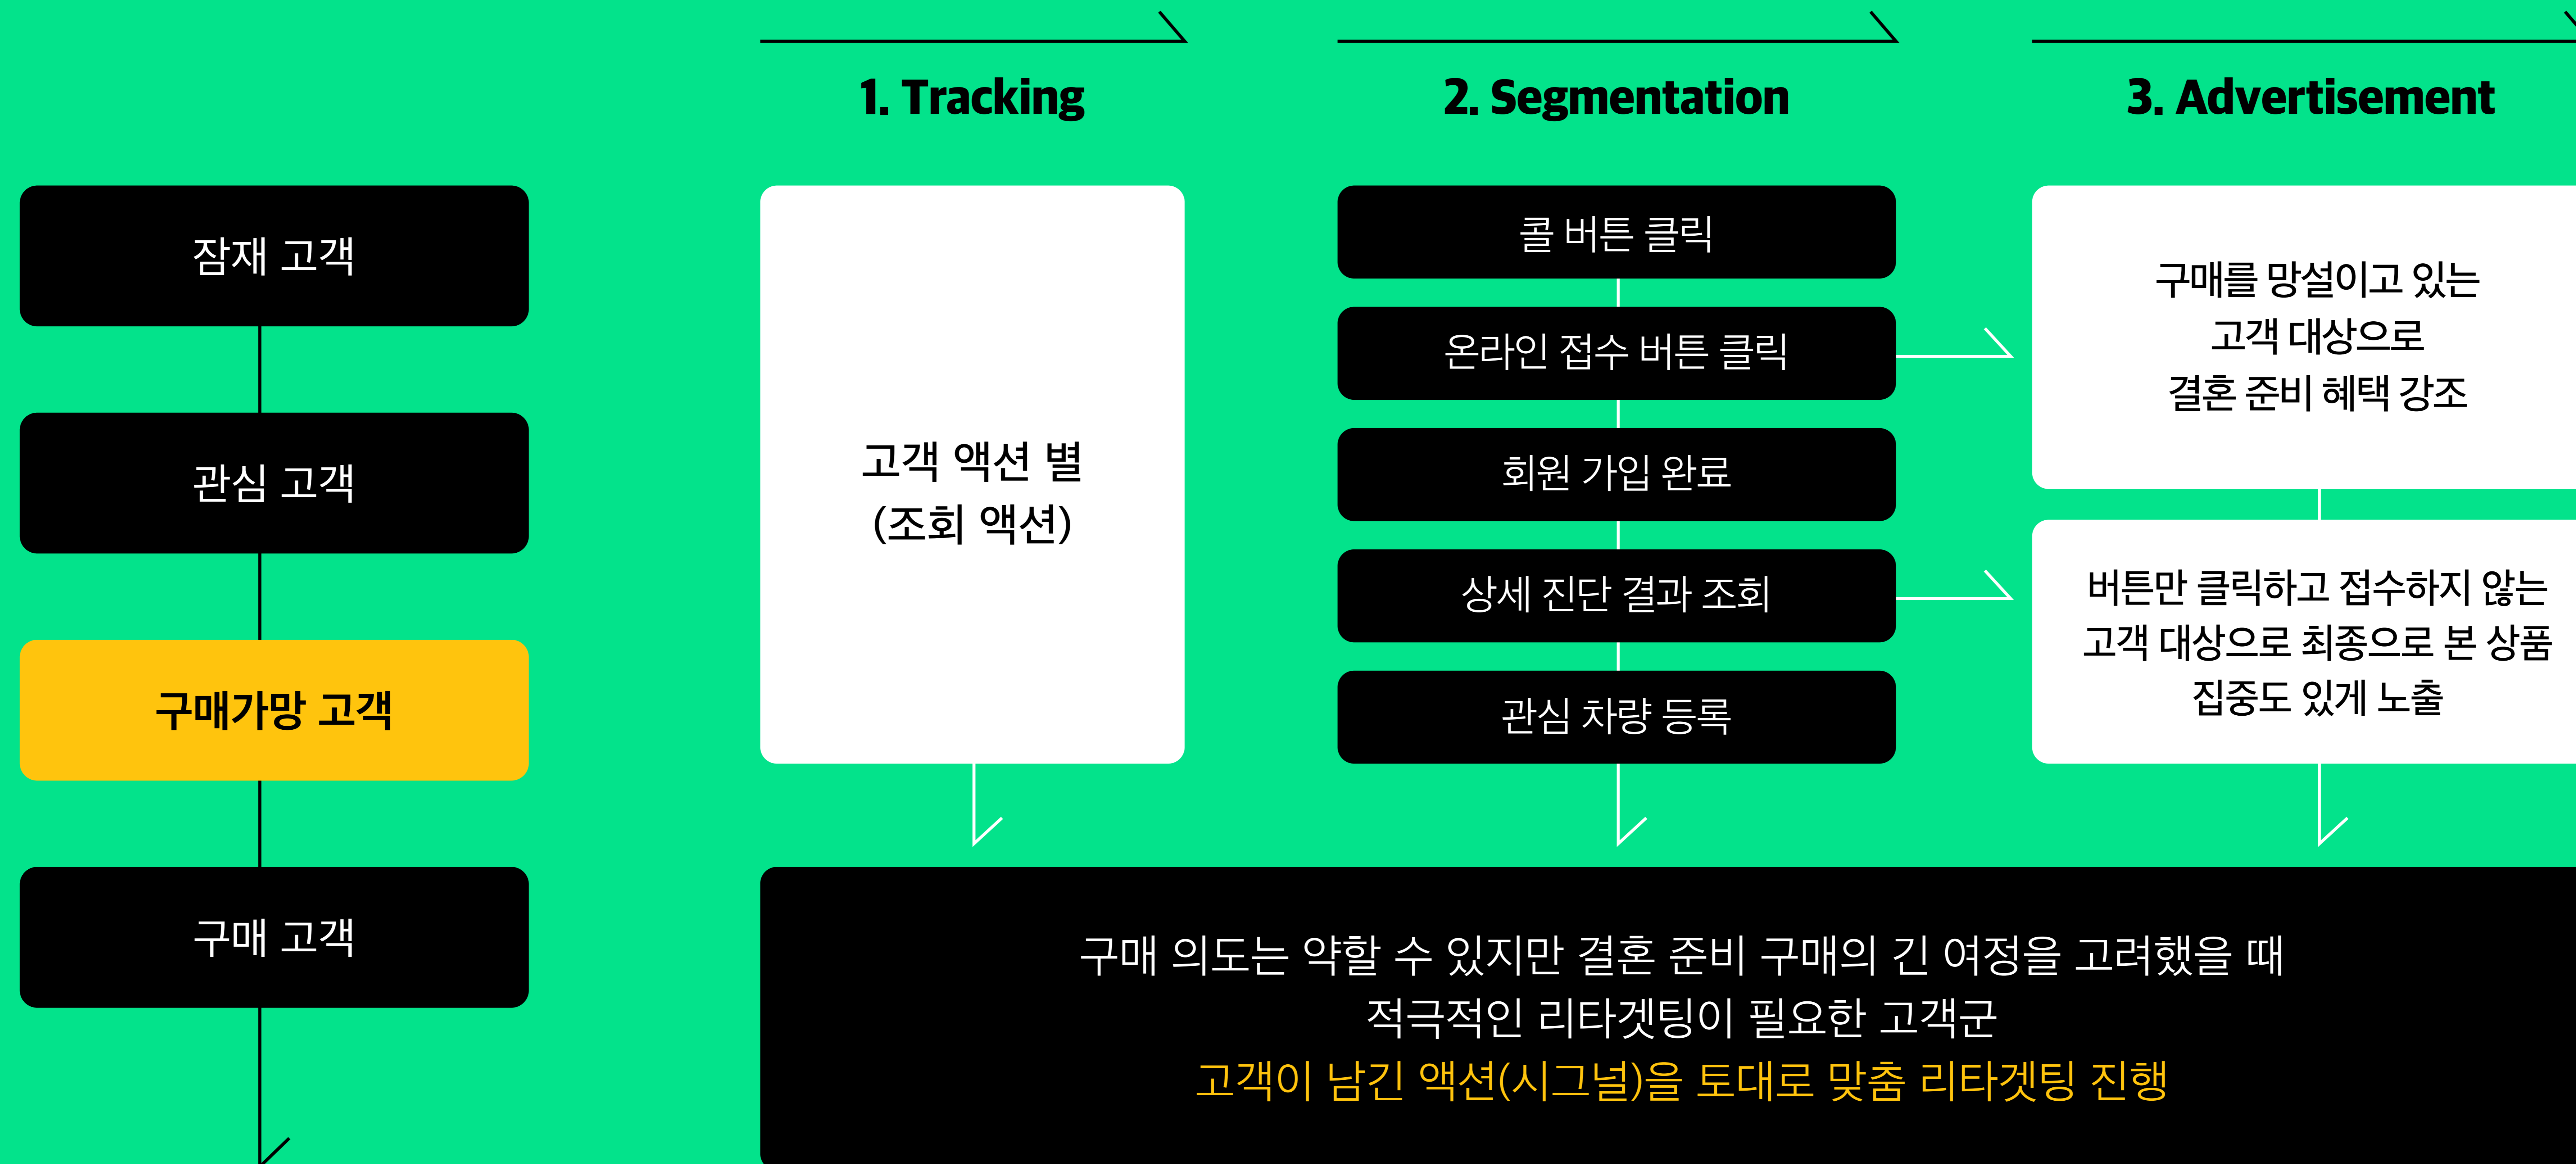 1. Tracking
2. Segmentation
3. Advertisement
잠재 고객
관심 고객
구매가망 고객
구매 고객
고객 액션 별
(조회 액션)
콜 버튼 클릭
온라인 접수 버튼 클릭
회원 가입 완료
상세 진단 결과 조회
관심 차량 등록
구매를 망설이고 있는
고객 대상으로
결혼 준비 혜택 강조
버튼만 클릭하고 접수하지 않는
고객 대상으로 최종으로 본 상품
집중도 있게 노출
구매 의도는 약할 수 있지만 결혼 준비 구매의 긴 여정을 고려했을 때
적극적인 리타겟팅이 필요한 고객군
고객이 남긴 액션(시그널)을 토대로 맞춤 리타겟팅 진행